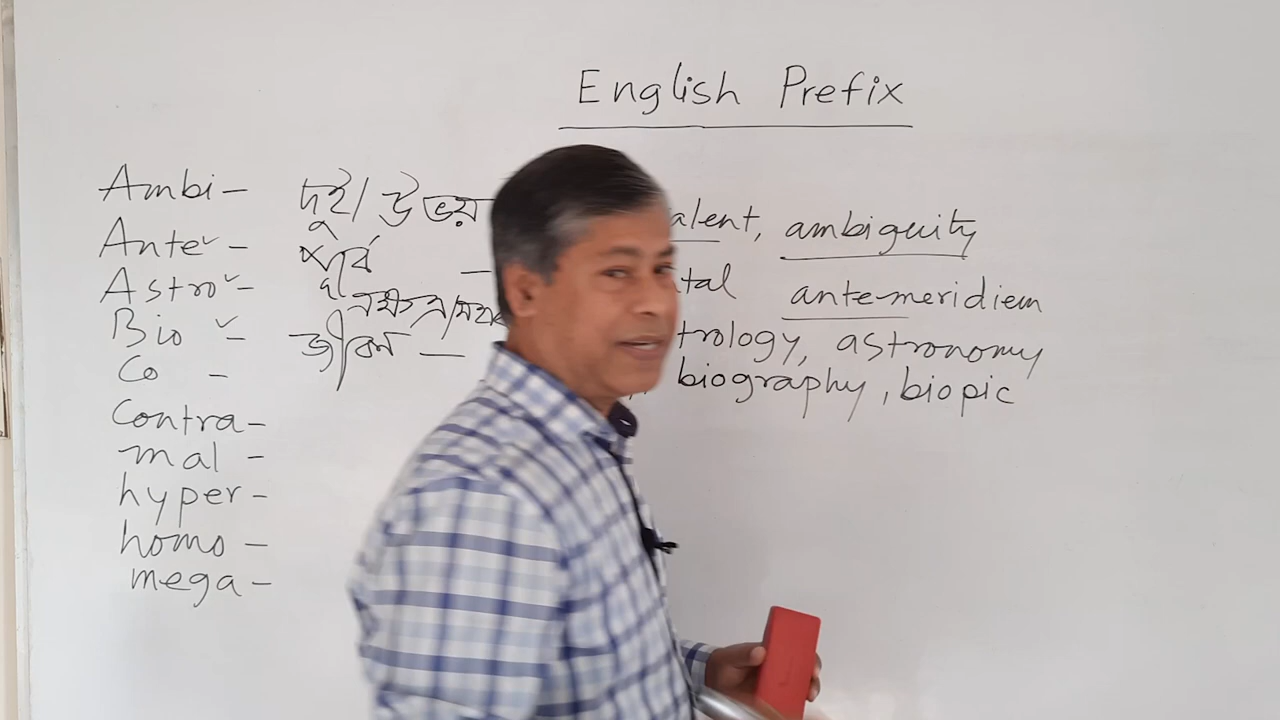 English Prefix
Ambi - দুই / উভয় alent, ambiguity
Ante - পূর্বে - tal ante-meridiem
Astro - নক্ষত্র / trology, astronomy
Bio - জীবন - biography, biopic
Co -
Contra -
mal -
hyper -
homo -
mega -